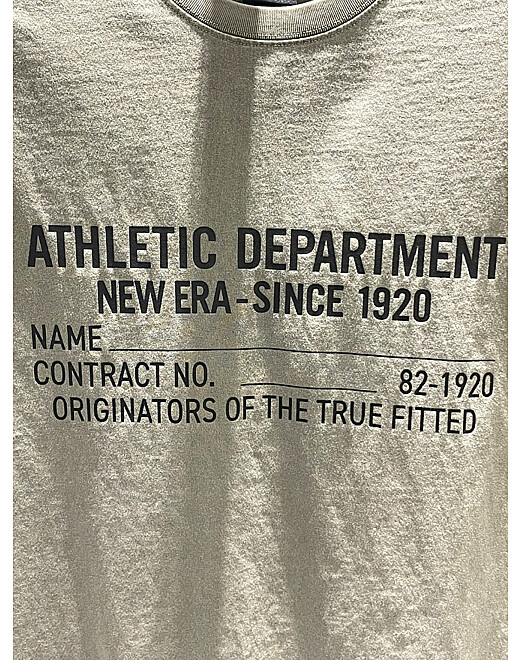 ATHLETIC DEPARTMENT
NEW ERA - SINCE 1920
NAME
CONTRACT NO. 82-1920
ORIGINATORS OF THE TRUE FITTED